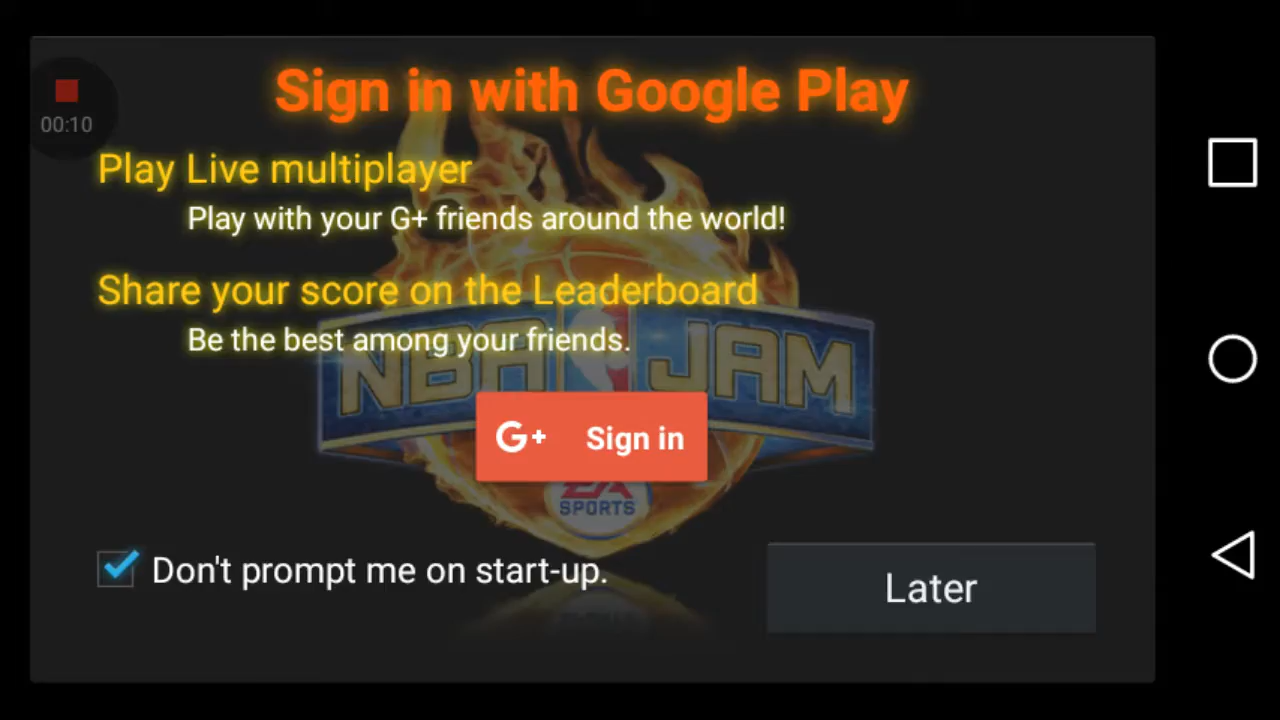 Sign in with Google Play
00:10
Play Live multiplayer
Play with your G+ friends around the world!
Share your score on the Leaderboard
Be the best among your friends.
NBA JAM
G+ Sign in
EA
SPORTS
Don't prompt me on start-up.
Later